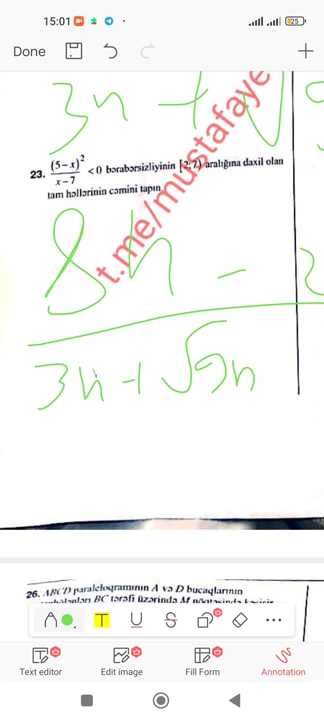 15:01
25
Done
3n + √
23. (5-x)² / x-7 < 0 bərabərsizliyinin [2;7) aralığına daxil olan
tam həllərinin cəmini tapın.
t.me/mustafaye
8n - 2
3n + √9n
26. ABCD paraleloqramının A və D bucaqlarının
BC tərəfi üzərində M nöqtəsində
A T U S
Text editor
Edit image
Fill Form
Annotation